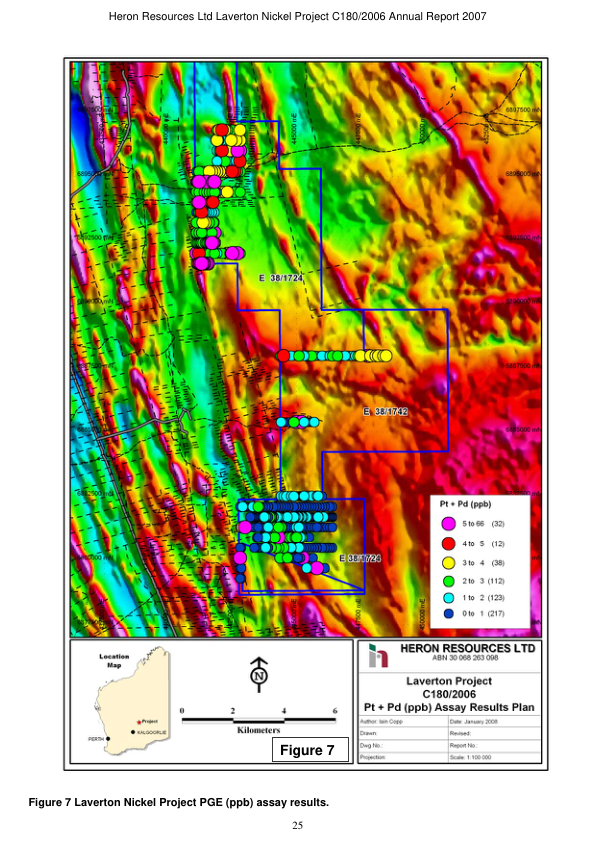 Heron Resources Ltd Laverton Nickel Project C180/2006 Annual Report 2007
6897500 mN
6895000 mN
E 38/1724
E 38/1742
E 38/1724
Pt + Pd (ppb)
5 to 66 (32)
4 to 5 (12)
3 to 4 (38)
2 to 3 (112)
1 to 2 (123)
0 to 1 (217)
Location
Map
Project
KALGOORLIE
PERTH
N
0 2 4 6
Kilometers
Figure 7
HERON RESOURCES LTD
ABN 30 068 263 098
Laverton Project
C180/2006
Pt + Pd (ppb) Assay Results Plan
Author: Iain Copp
Date: January 2008
Drawn:
Revised:
Dwg No.:
Report No.:
Projection:
Scale: 1:100 000
Figure 7 Laverton Nickel Project PGE (ppb) assay results.
25